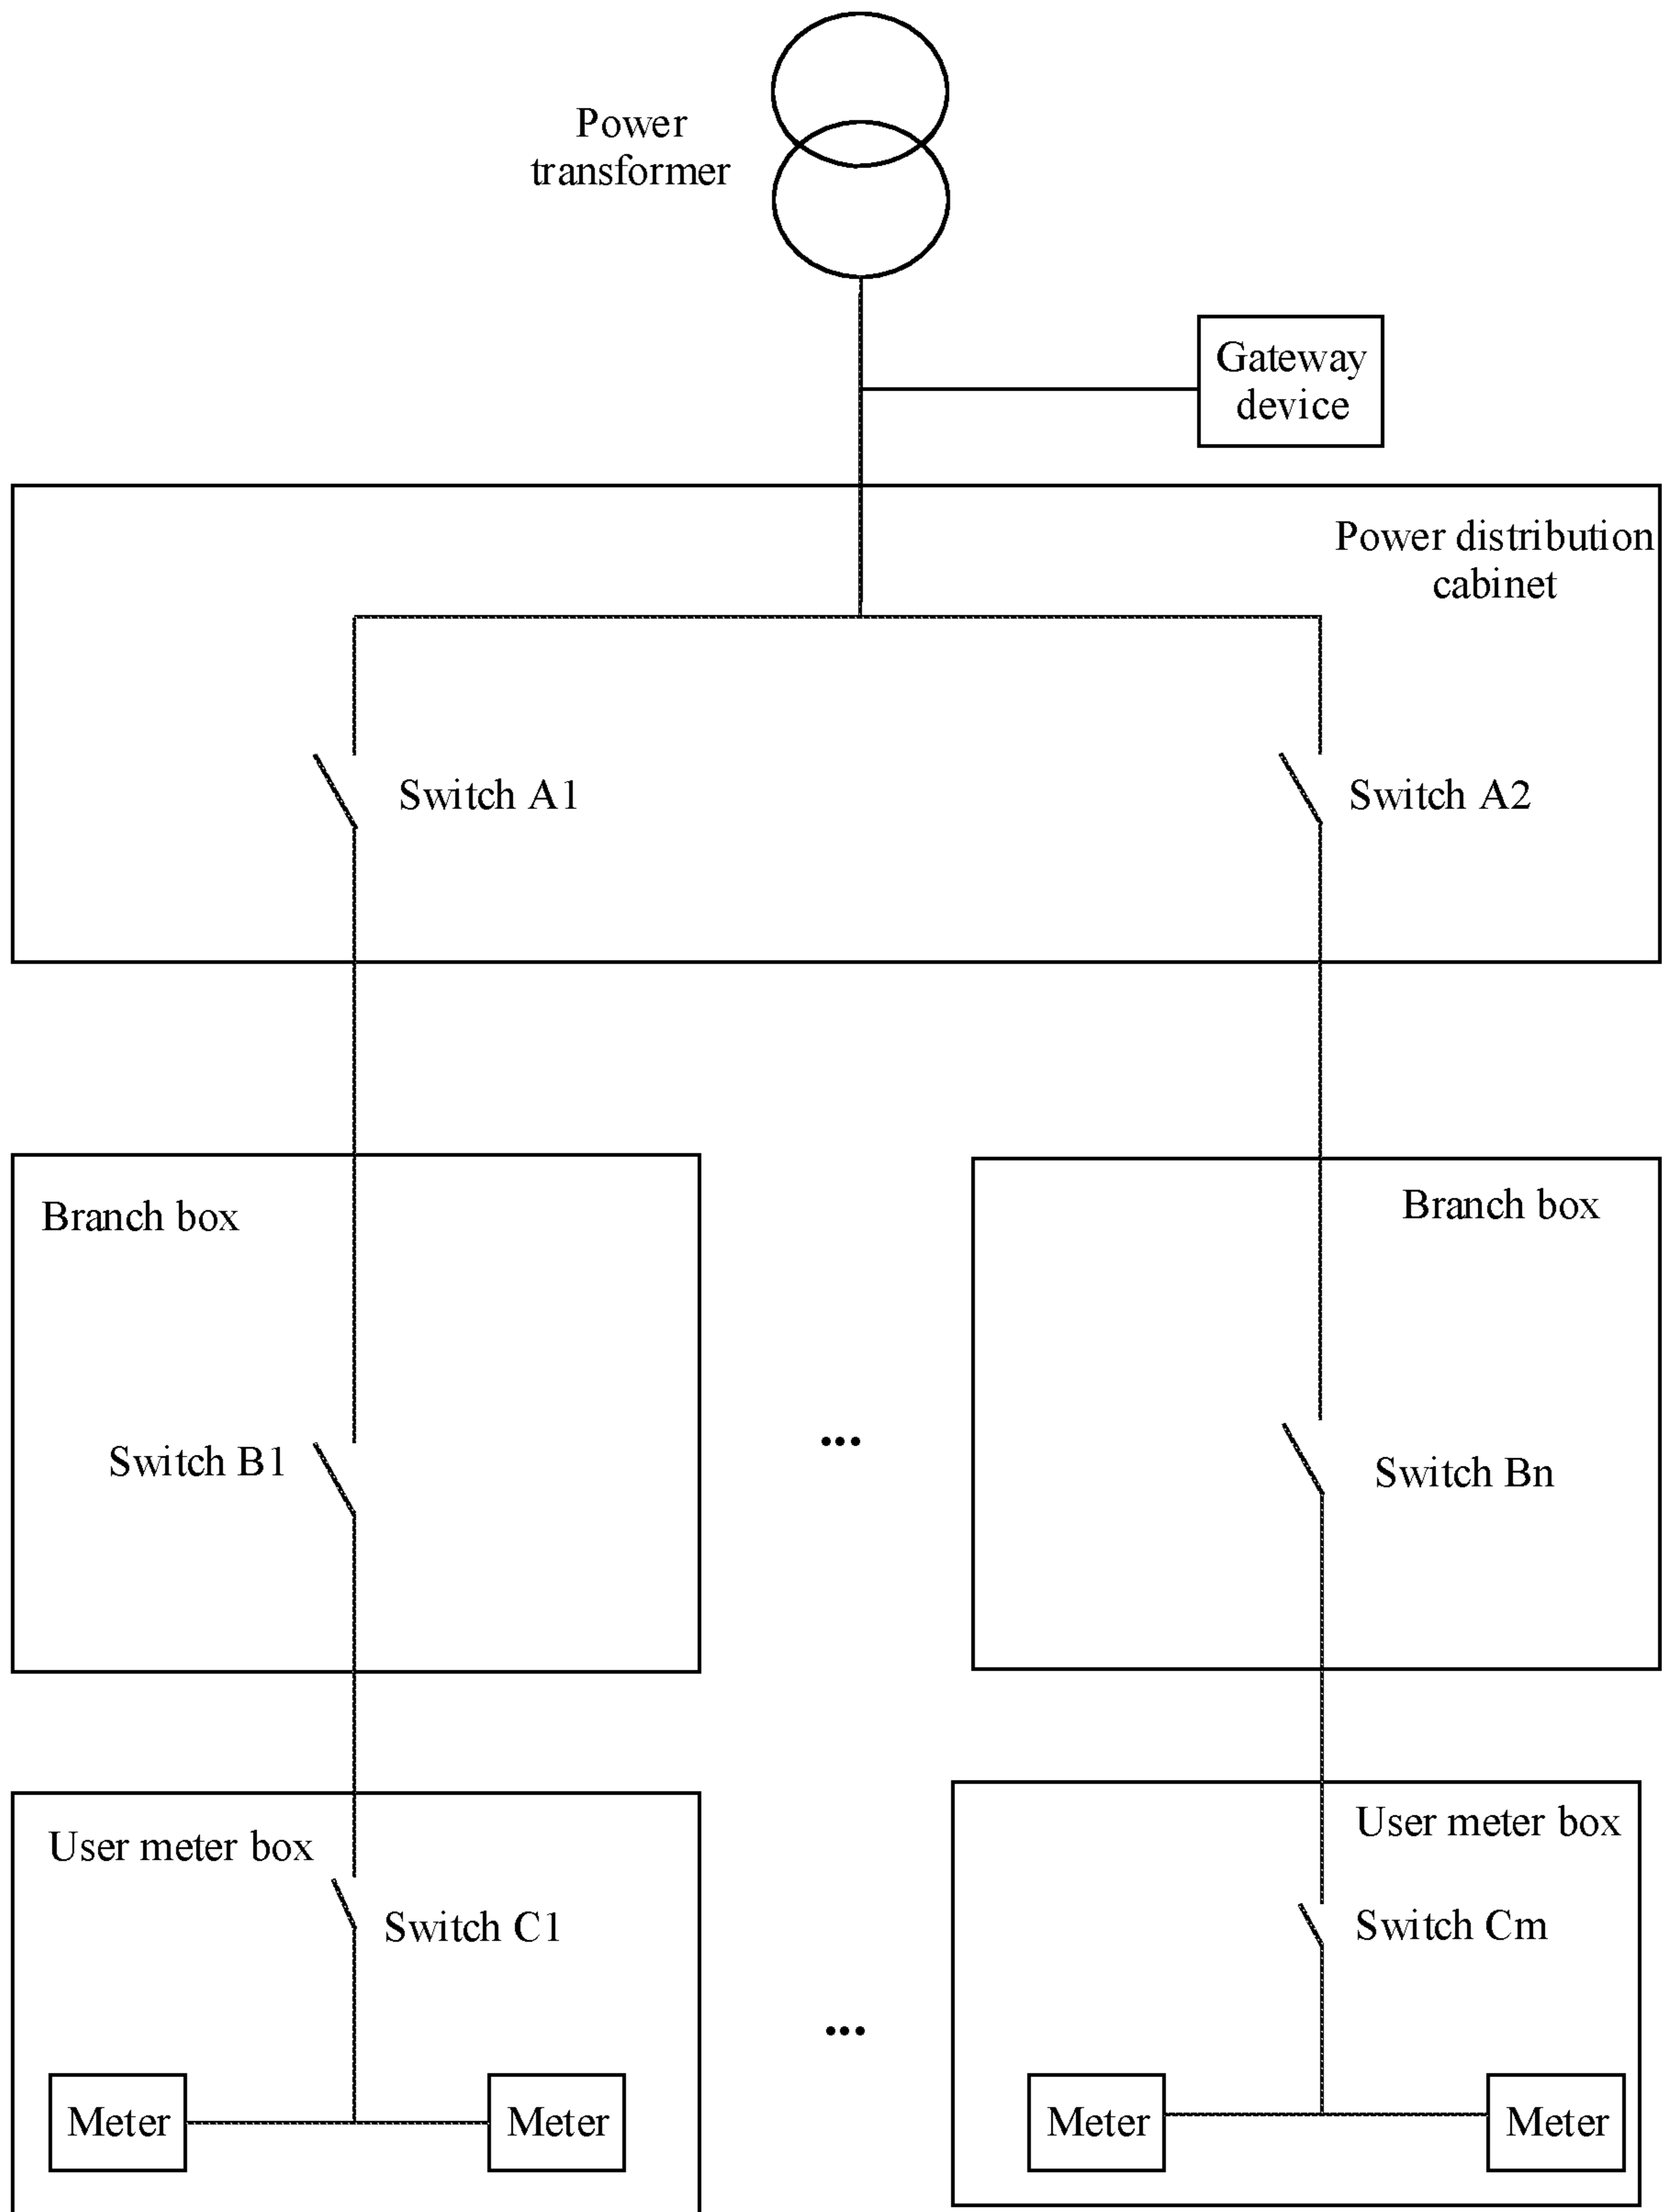 Power
transformer
Gateway
device
Power distribution
cabinet
Switch A1
Switch A2
Branch box
Branch box
Switch B1
...
Switch Bn
User meter box
User meter box
Switch C1
Switch Cm
...
Meter
Meter
Meter
Meter